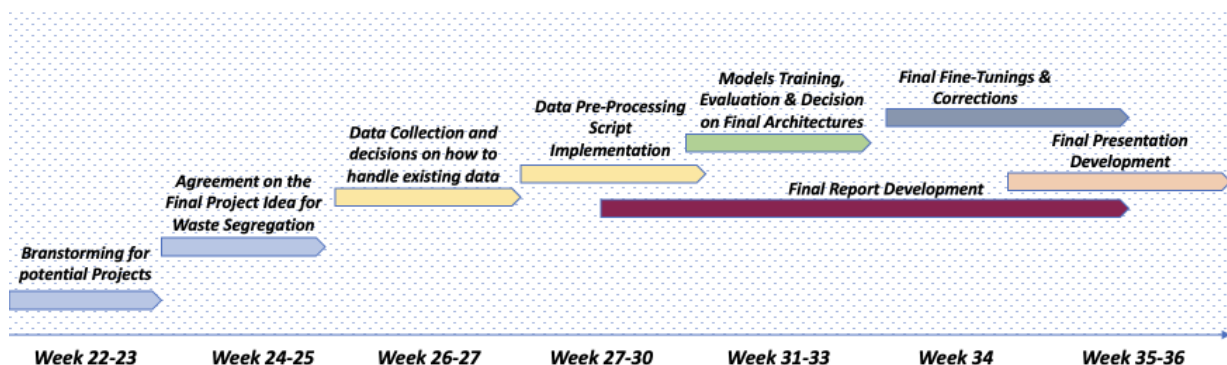 Branstorming for
potential Projects
Agreement on the
Final Project Idea for
Waste Segregation
Data Collection and
decisions on how to
handle existing data
Data Pre-Processing
Script
Implementation
Models Training,
Evaluation & Decision
on Final Architectures
Final Fine-Tunings &
Corrections
Final Presentation
Development
Final Report Development
Week 22-23
Week 24-25
Week 26-27
Week 27-30
Week 31-33
Week 34
Week 35-36